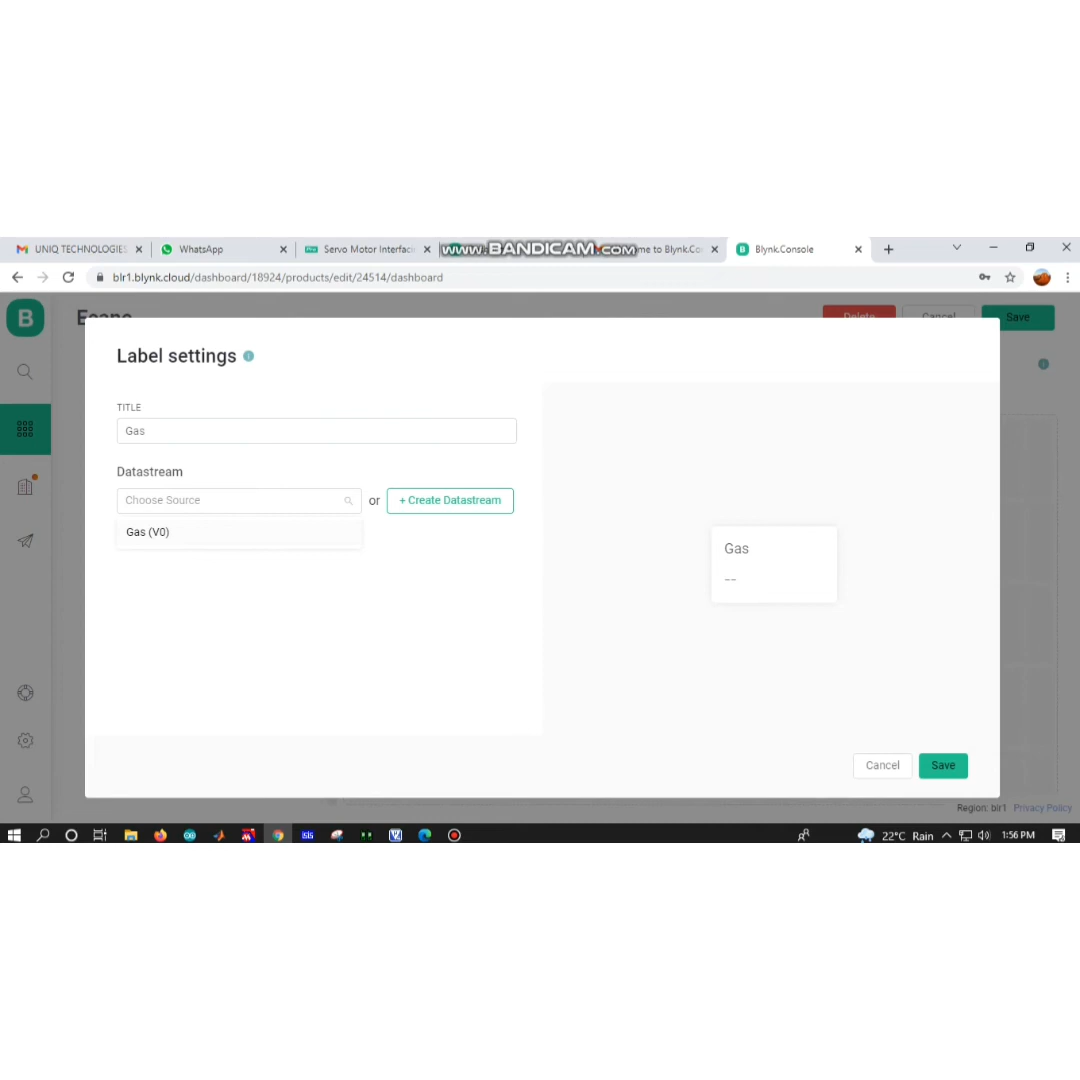 UNIQ TECHNOLOGIES
WhatsApp
Servo Motor Interfaci
www.BANDICAM.com
me to Blynk.Co
Blynk.Console
blr1.blynk.cloud/dashboard/18924/products/edit/24514/dashboard
B
Delete
Cancel
Save
Label settings
TITLE
Gas
Datastream
Choose Source
or
+ Create Datastream
Gas (V0)
Gas
--
Cancel
Save
Region: blr1 Privacy Policy
22°C Rain
1:56 PM